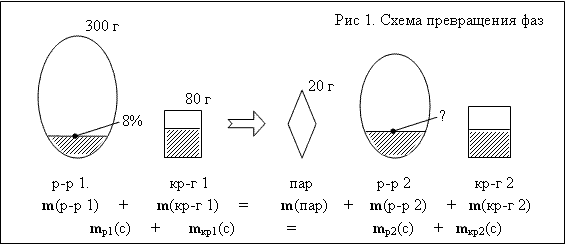 Рис 1. Схема превращения фаз
300 г
20 г
80 г
8%
?
р-р 1. кр-г 1 пар р-р 2 кр-г 2
m(р-р 1) + m(кр-г 1) = m(пар) + m(р-р 2) + m(кр-г 2)
mр1(с) + mкр1(с) = mр2(с) + mкр2(с)